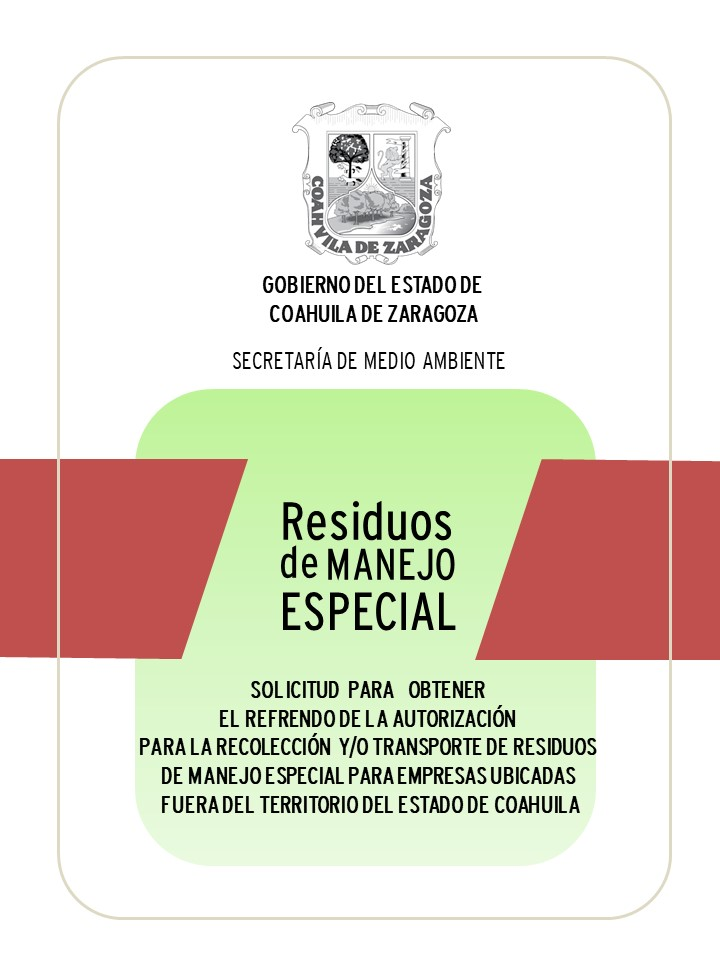 COAHVILA DE ZARAGOZA
GOBIERNO DEL ESTADO DE
COAHUILA DE ZARAGOZA
SECRETARÍA DE MEDIO AMBIENTE
Residuos
de MANEJO
ESPECIAL
SOLICITUD PARA OBTENER
EL REFRENDO DE LA AUTORIZACIÓN
PARA LA RECOLECCIÓN Y/O TRANSPORTE DE RESIDUOS
DE MANEJO ESPECIAL PARA EMPRESAS UBICADAS
FUERA DEL TERRITORIO DEL ESTADO DE COAHUILA